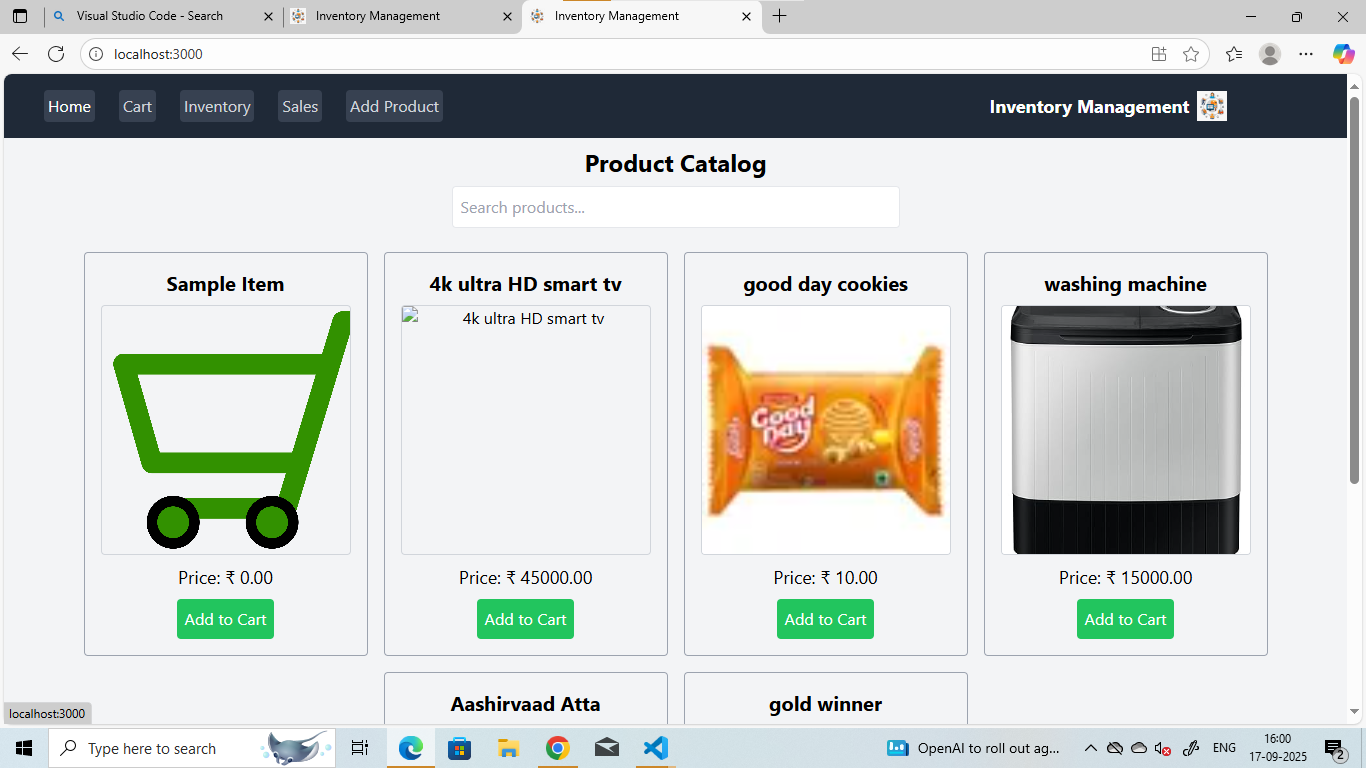 Visual Studio Code - Search
Inventory Management
Inventory Management
localhost:3000
Home
Cart
Inventory
Sales
Add Product
Inventory Management
Product Catalog
Search products...
Sample Item
4k ultra HD smart tv
good day cookies
washing machine
4k ultra HD smart tv
Good
Day
Price: ₹ 0.00
Price: ₹ 45000.00
Price: ₹ 10.00
Price: ₹ 15000.00
Add to Cart
Add to Cart
Add to Cart
Add to Cart
Aashirvaad Atta
gold winner
localhost:3000
Type here to search
OpenAI to roll out ag...
ENG
16:00
17-09-2025
2